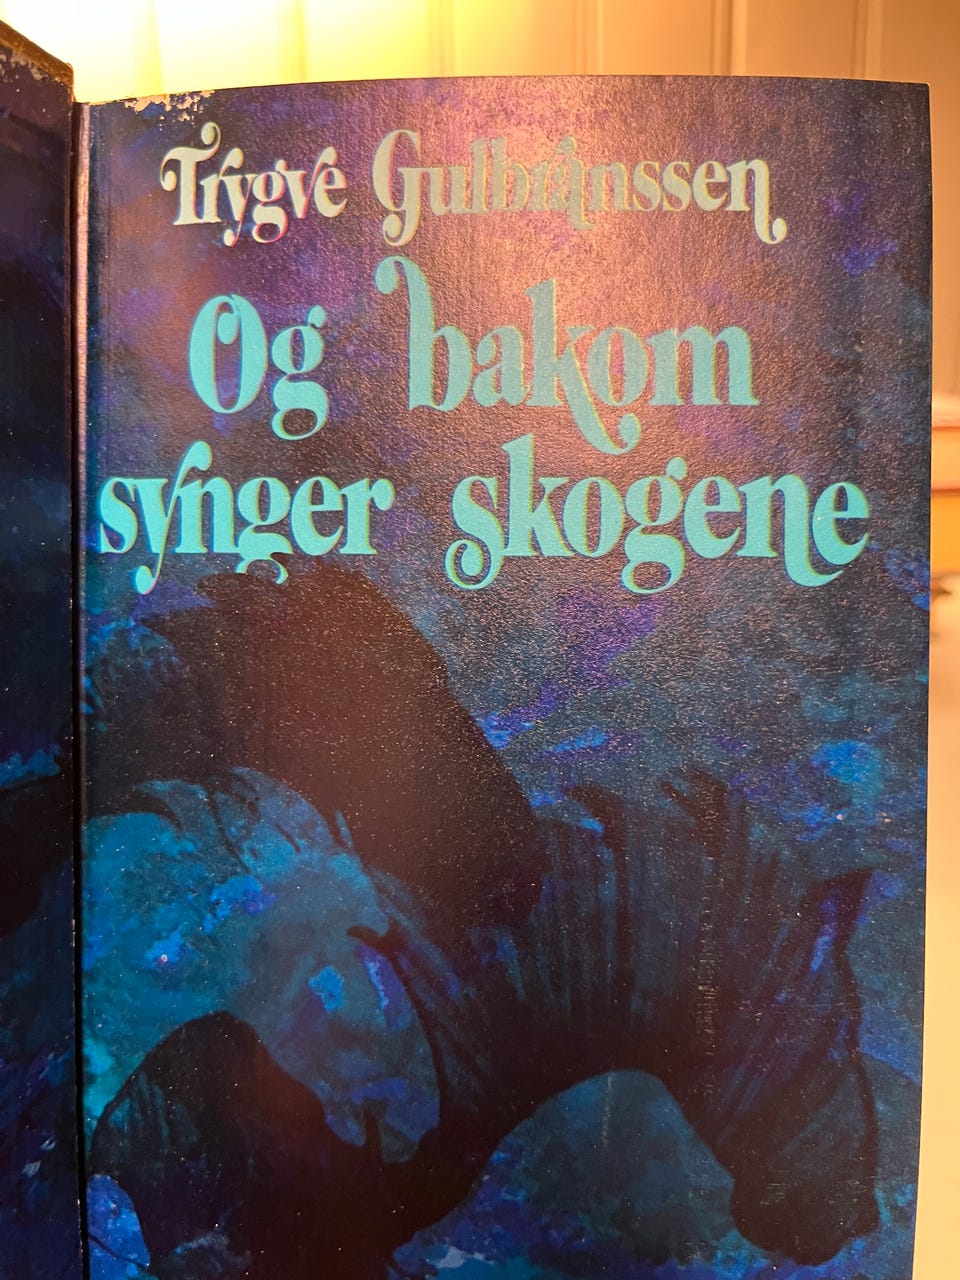 Trygve Gulbranssen
Og bakom
synger skogene